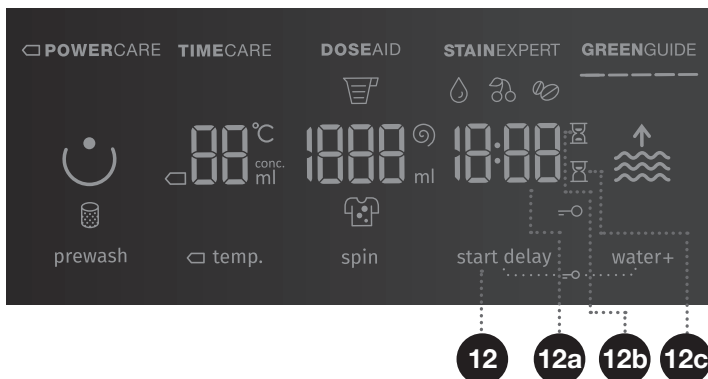 POWERCARE TIMECARE DOSEAID STAINEXPERT GREENGUIDE
88 °C 1888 18:88
conc.
ml ml
prewash temp. spin start delay water+
12 12a 12b 12c